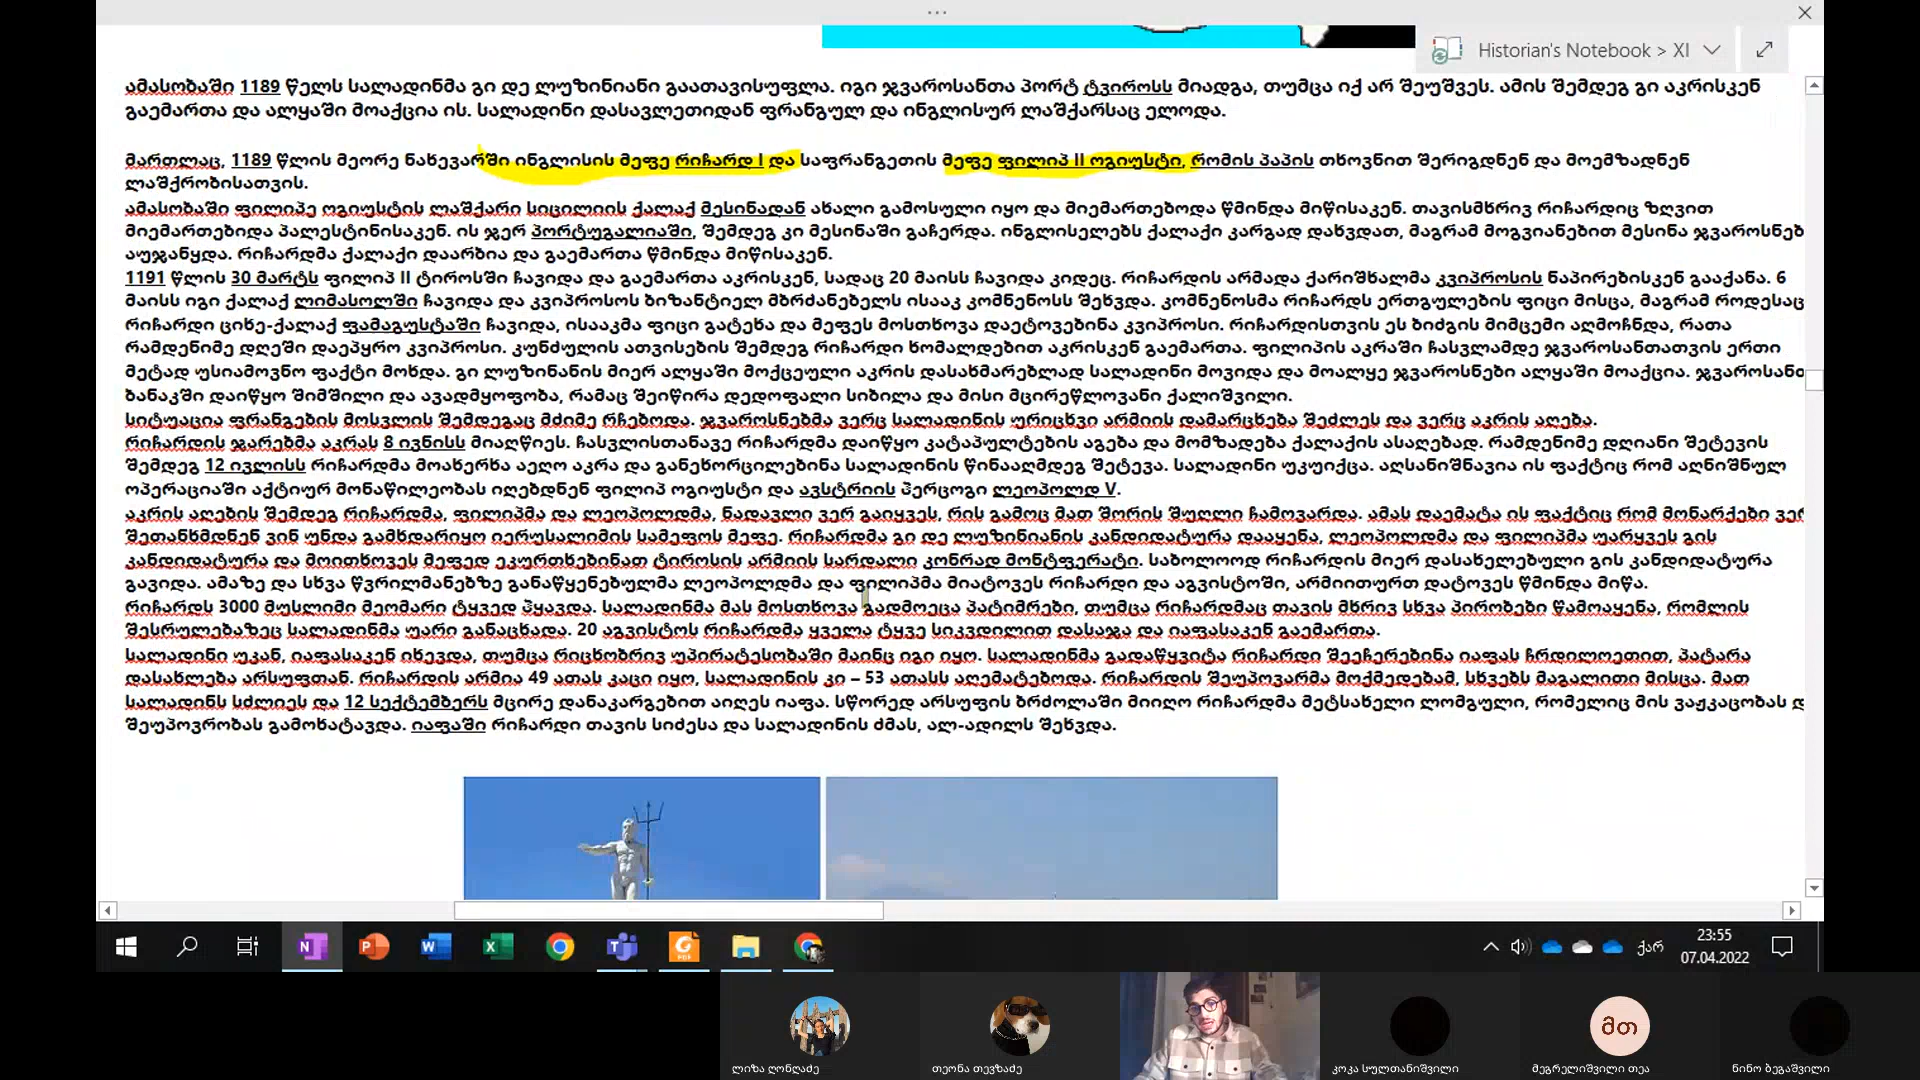 Historian's Notebook > XI
ამასობაში 1189 წელს სალადინმა გი დე ლუზინიანი გაათავისუფლა. იგი ჯვაროსანთა პორტ ტვიროსს მიადგა, თუმცა იქ არ შეუშვეს. ამის შემდეგ გი აკრისკენ
გაემართა და ალყაში მოაქცია ის. სალადინი დასავლეთიდან ფრანგულ და ინგლისურ ლაშქარსაც ელოდა.
მართლაც, 1189 წლის მეორე ნახევარში ინგლისის მეფე რიჩარდ I და საფრანგეთის მეფე ფილიპ II ოგიუსტი, რომის პაპის თხოვნით შერიგდნენ და მოემზადნენ
ლაშქრობისათვის.
ამასობაში ფილიპე ოგიუსტის ლაშქარი სიცილიის ქალაქ მესინადან ახალი გამოსული იყო და მიემართებოდა წმინდა მიწისაკენ. თავისმხრივ რიჩარდიც ზღვით
მიემართებიდა პალესტინისაკენ. ის ჯერ პორტუგალიაში, შემდეგ კი მესინაში გაჩერდა. ინგლისელებს ქალაქი კარგად დახვდათ, მაგრამ მოგვიანებით მესინა ჯვაროსნებ
აუჯანყდა. რიჩარდმა ქალაქი დაარბია და გაემართა წმინდა მიწისაკენ.
1191 წლის 30 მარტს ფილიპ II ტიროსში ჩავიდა და გაემართა აკრისკენ, სადაც 20 მაისს ჩავიდა კიდეც. რიჩარდის არმადა ქარიშხალმა კვიპროსის ნაპირებისკენ გააქანა. 6
მაისს იგი ქალაქ ლიმასოლში ჩავიდა და კვიპროსოს ბიზანტიელ მბრძანებელს ისააკ კომნენოსს შეხვდა. კომნენოსმა რიჩარდს ერთგულების ფიცი მისცა, მაგრამ როდესაც
რიჩარდი ციხე-ქალაქ ფამაგუსტაში ჩავიდა, ისააკმა ფიცი გატეხა და მეფეს მოსთხოვა დაეტოვებინა კვიპროსი. რიჩარდისთვის ეს ბიძგის მიმცემი აღმოჩნდა, რათა
რამდენიმე დღეში დაეპყრო კვიპროსი. კუნძულის ათვისების შემდეგ რიჩარდი ხომალდებით აკრისკენ გაემართა. ფილიპის აკრაში ჩასვლამდე ჯვაროსანთათვის ერთი
მეტად უსიამოვნო ფაქტი მოხდა. გი ლუზინანის მიერ ალყაში მოქცეული აკრის დასახმარებლად სალადინი მოვიდა და მოალყე ჯვაროსნები ალყაში მოაქცია. ჯვაროსანთ
ბანაკში დაიწყო შიმშილი და ავადმყოფობა, რამაც შეიწირა დედოფალი სიბილა და მისი მცირეწლოვანი ქალიშვილი.
სიტუაცია ფრანგების მოსვლის შემდეგაც მძიმე რჩებოდა. ჯვაროსნებმა ვერც სალადინის ურიცხვი არმიის დამარცხება შეძლეს და ვერც აკრის აღება.
რიჩარდის ჯარებმა აკრას 8 ივნისს მიაღწიეს. ჩასვლისთანავე რიჩარდმა დაიწყო კატაპულტების აგება და მომზადება ქალაქის ასაღებად. რამდენიმე დღიანი შეტევის
შემდეგ 12 ივლისს რიჩარდმა მოახერხა აეღო აკრა და განეხორციელებინა სალადინის წინააღმდეგ შეტევა. სალადინი უკუიქცა. აღსანიშნავია ის ფაქტიც რომ აღნიშნულ
ოპერაციაში აქტიურ მონაწილეობას იღებდნენ ფილიპ ოგიუსტი და ავსტრიის ჰერცოგი ლეოპოლდ V.
აკრის აღების შემდეგ რიჩარდმა, ფილიპმა და ლეოპოლდმა, ნადავლი ვერ გაიყვეს, რის გამოც მათ შორის შუღლი ჩამოვარდა. ამას დაემატა ის ფაქტიც რომ მონარქები ვერ
შეთანხმდნენ ვინ უნდა გამხდარიყო იერუსალიმის სამეფოს მეფე. რიჩარდმა გი დე ლუზინიანის კანდიდატურა დააყენა, ლეოპოლდმა და ფილიპმა უარყვეს გის
კანდიდატურა და მოითხოვეს მეფედ ეკურთხებინათ ტიროსის არმიის სარდალი კონრად მონტფერატი. საბოლოოდ რიჩარდის მიერ დასახელებული გის კანდიდატურა
გავიდა. ამაზე და სხვა წვრილმანებზე განაწყენებულმა ლეოპოლდმა და ფილიპმა მიატოვეს რიჩარდი და აგვისტოში, არმიითურთ დატოვეს წმინდა მიწა.
რიჩარდს 3000 მუსლიმი მეომარი ტყვედ ჰყავდა. სალადინმა მას მოსთხოვა გადმოეცა პატიმრები, თუმცა რიჩარდმაც თავის მხრივ სხვა პირობები წამოაყენა, რომლის
შესრულებაზეც სალადინმა უარი განაცხადა. 20 აგვისტოს რიჩარდმა ყველა ტყვე სიკვდილით დასაჯა და იაფასაკენ გაემართა.
სალადინი უკან, იაფასაკენ იხევდა, თუმცა რიცხობრივ უპირატესობაში მაინც იგი იყო. სალადინმა გადაწყვიტა რიჩარდი შეეჩერებინა იაფას ჩრდილოეთით, პატარა
დასახლება არსუფთან. რიჩარდის არმია 49 ათას კაცი იყო, სალადინის კი – 53 ათასს აღემატებოდა. რიჩარდის შეუპოვარმა მოქმედებამ, სხვებს მაგალითი მისცა. მათ
სალადინს სძლიეს და 12 სექტემბერს მცირე დანაკარგებით აიღეს იაფა. სწორედ არსუფის ბრძოლაში მიიღო რიჩარდმა მეტსახელი ლომგული, რომელიც მის ვაჟკაცობას დ
შეუპოვრობას გამოხატავდა. იაფაში რიჩარდი თავის სიძესა და სალადინის ძმას, ალ-ადილს შეხვდა.
ქარ
23:55
07.04.2022
მთ
ლიზა ღონღაძე
თეონა თევზაძე
კოკა სულთანიშვილი
მეგრელიშვილი თეა
ნინო ბეგაშვილი